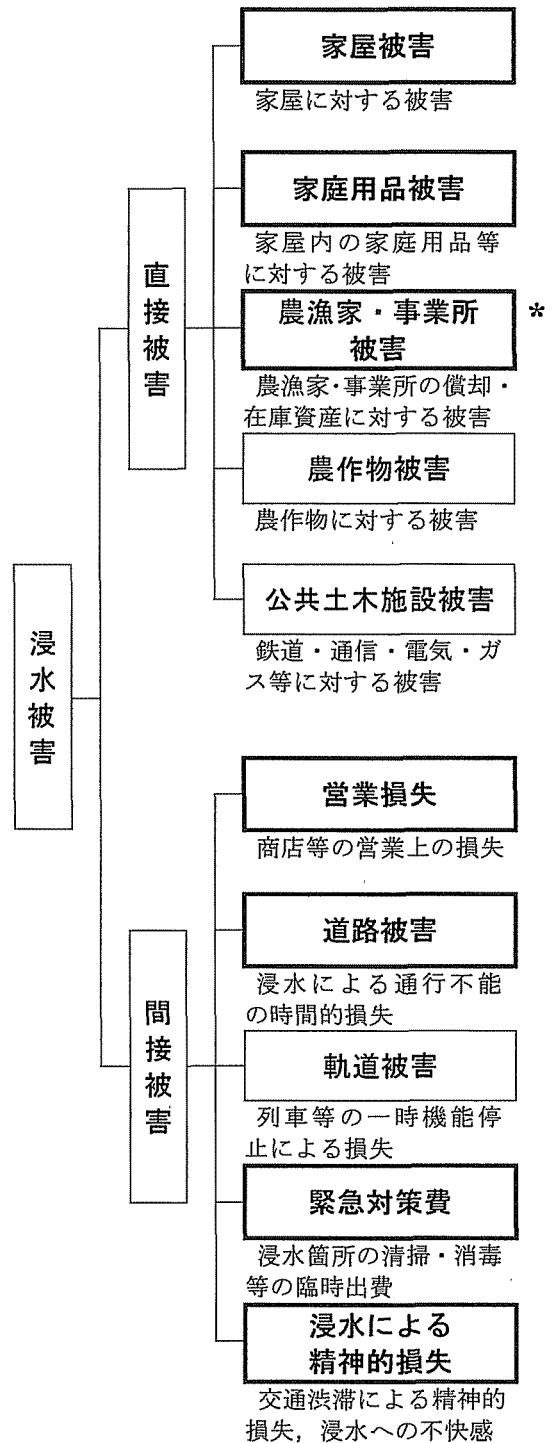 浸水被害
直接被害
家屋被害
家屋に対する被害
家庭用品被害
家屋内の家庭用品等
に対する被害
農漁家・事業所
被害
*
農漁家・事業所の償却・
在庫資産に対する被害
農作物被害
農作物に対する被害
公共土木施設被害
鉄道・通信・電気・ガ
ス等に対する被害
間接被害
営業損失
商店等の営業上の損失
道路被害
浸水による通行不能
の時間的損失
軌道被害
列車等の一時機能停
止による損失
緊急対策費
浸水箇所の清掃・消毒
等の臨時出費
浸水による
精神的損失
交通渋滞による精神的
損失，浸水への不快感